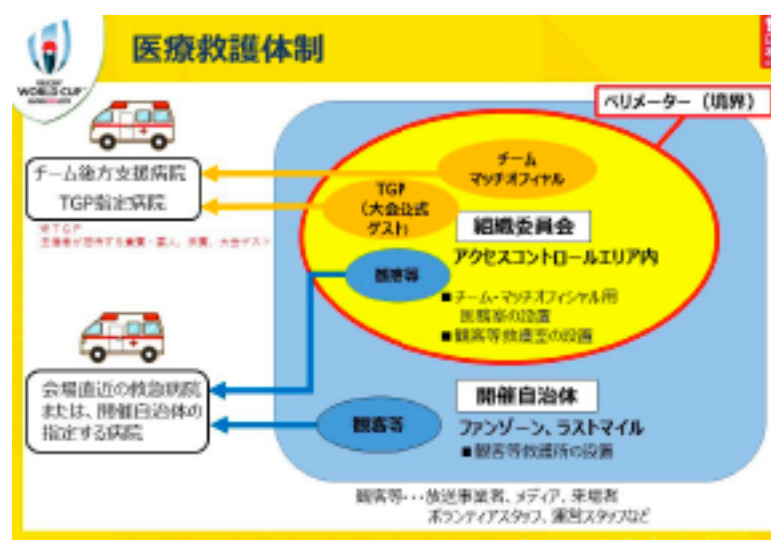 医療救護体制
WORLD CUP
ペリメーター（境界）
チーム後方支援病院
TGP指定病院
※TGP
チーム
マッチオフィシャル
TGP
（大会公式
ゲスト）
組織委員会
アクセスコントロールエリア内
観客等
■チーム・マッチオフィシャル用
医務室の設置
■観客等救護室の設置
会場直近の救急病院
または、開催自治体の
指定する病院
観客等
開催自治体
ファンゾーン、ラストマイル
■観客等救護所の設置
観客等・・・放送事業者、メディア、来場者
ボランティアスタッフ、運営スタッフなど